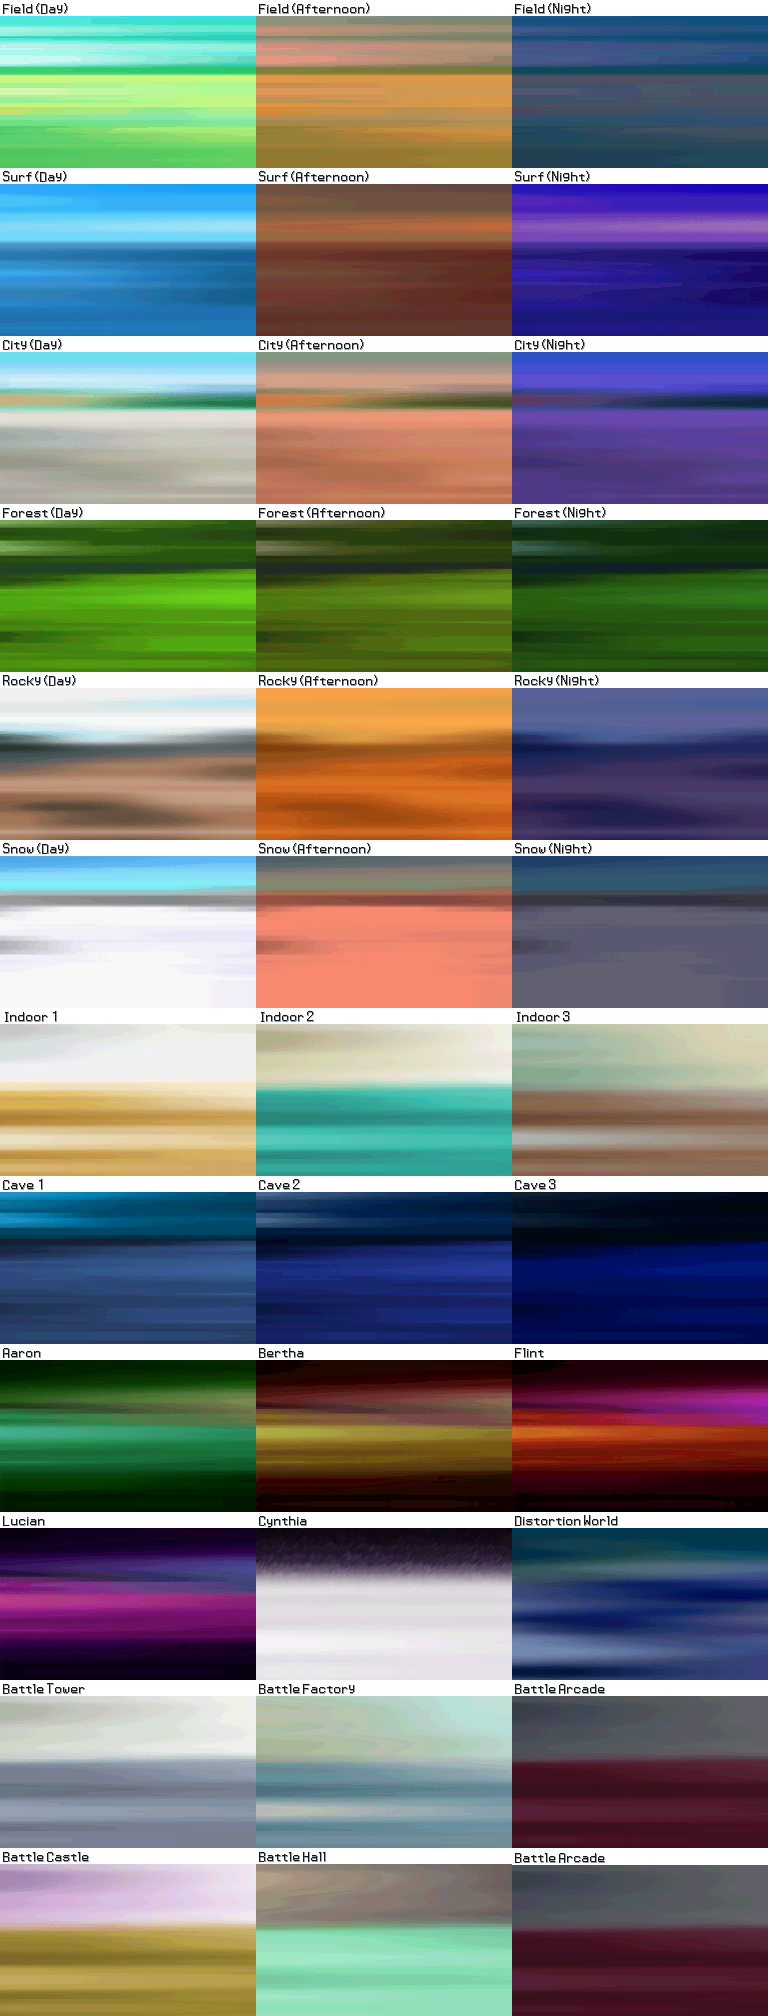 Field (Day) Field (Afternoon) Field (Night)
Surf (Day) Surf (Afternoon) Surf (Night)
City (Day) City (Afternoon) City (Night)
Forest (Day) Forest (Afternoon) Forest (Night)
Rocky (Day) Rocky (Afternoon) Rocky (Night)
Snow (Day) Snow (Afternoon) Snow (Night)
Indoor 1 Indoor 2 Indoor 3
Cave 1 Cave 2 Cave 3
Aaron Bertha Flint
Lucian Cynthia Distortion World
Battle Tower Battle Factory Battle Arcade
Battle Castle Battle Hall Battle Arcade